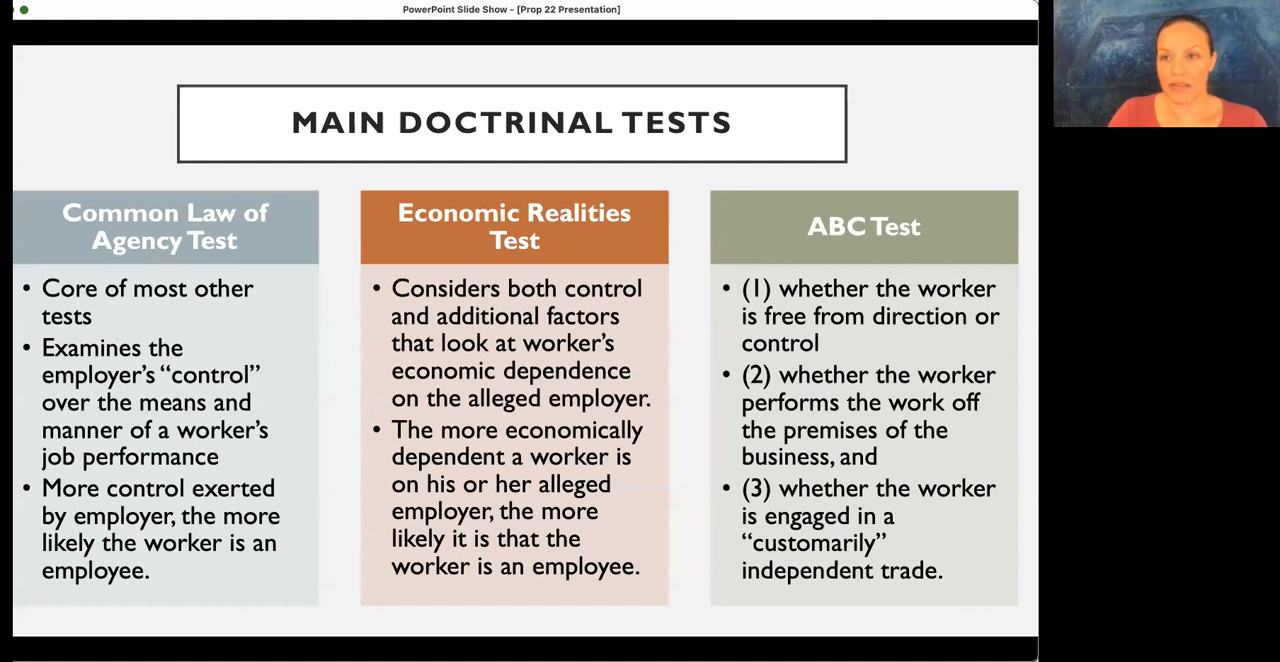 PowerPoint Slide Show - [Prop 22 Presentation]
MAIN DOCTRINAL TESTS
Common Law of
Agency Test
• Core of most other
tests
• Examines the
employer’s “control”
over the means and
manner of a worker’s
job performance
• More control exerted
by employer, the more
likely the worker is an
employee.
Economic Realities
Test
• Considers both control
and additional factors
that look at worker’s
economic dependence
on the alleged employer.
• The more economically
dependent a worker is
on his or her alleged
employer, the more
likely it is that the
worker is an employee.
ABC Test
• (1) whether the worker
is free from direction or
control
• (2) whether the worker
performs the work off
the premises of the
business, and
• (3) whether the worker
is engaged in a
“customarily”
independent trade.